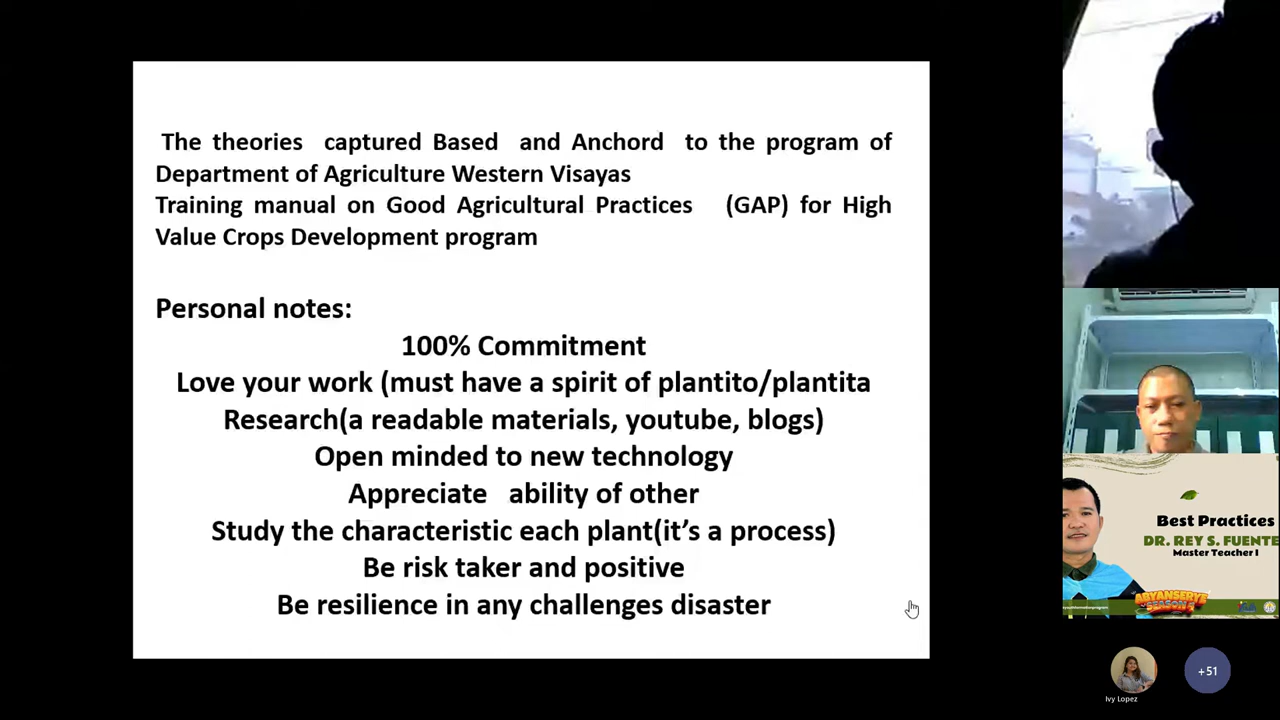 The theories captured Based and Anchord to the program of
Department of Agriculture Western Visayas
Training manual on Good Agricultural Practices (GAP) for High
Value Crops Development program
Personal notes:
100% Commitment
Love your work (must have a spirit of plantito/plantita
Research(a readable materials, youtube, blogs)
Open minded to new technology
Appreciate ability of other
Study the characteristic each plant(it's a process)
Be risk taker and positive
Be resilience in any challenges disaster
Best Practices
DR. REY S. FUENTE
Master Teacher I
ABYANSERYE
SEASON
Ivy Lopez
+51